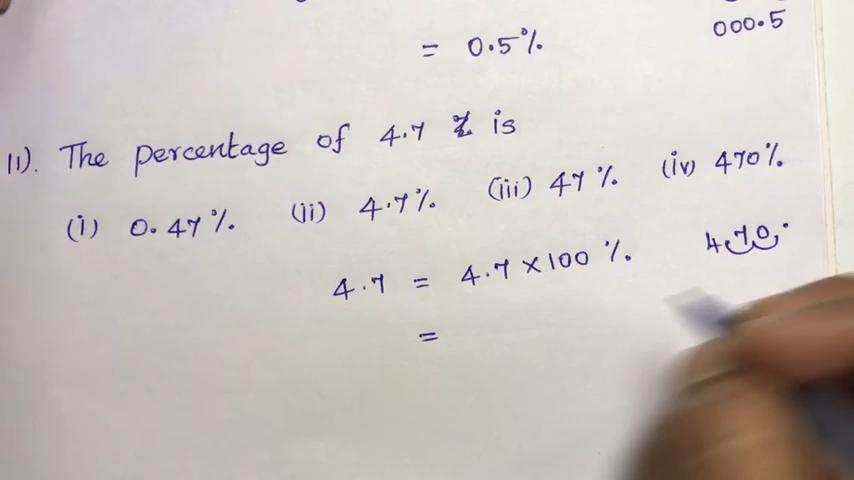 = 0.5%
000.5
11). The percentage of 4.7 is
(i) 0.47% (ii) 4.7% (iii) 47% (iv) 470%
4.7 = 4.7 × 100 %. 470.
=